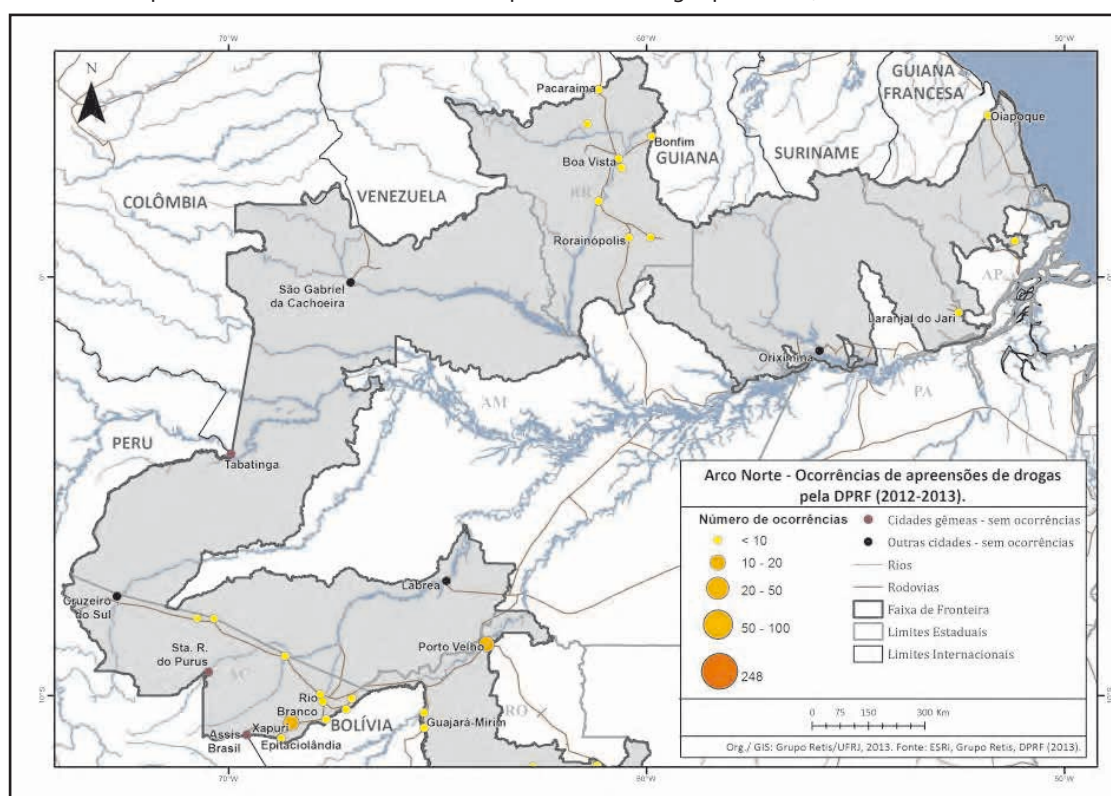 70°W
60°W
50°W
N
Pacaraima
Bonfim
Boa Vista
RR
Rorainópolis
GUIANA
SURINAME
GUIANA
FRANCESA
Oiapoque
COLÔMBIA
VENEZUELA
São Gabriel
da Cachoeira
AP
Laranjal do Jari
Oriximina
PA
AM
PERU
Tabatinga
Cruzeiro
do Sul
Labrea
Sta. R.
do Purus
AC
Porto Velho
Rio
Branco
Xapuri
Assis
Brasil
Epitaciolândia
BOLÍVIA
Guajará-Mirim
RO
Arco Norte - Ocorrências de apreensões de drogas
pela DPRF (2012-2013).
Número de ocorrências
< 10
10 - 20
20 - 50
50 - 100
248
Cidades gêmeas - sem ocorrências
Outras cidades - sem ocorrências
Rios
Rodovias
Faixa de Fronteira
Limites Estaduais
Limites Internacionais
0 75 150 300 Km
Org./ GIS: Grupo Retis/UFRJ, 2013. Fonte: ESRI, Grupo Retis, DPRF (2013).
70°W